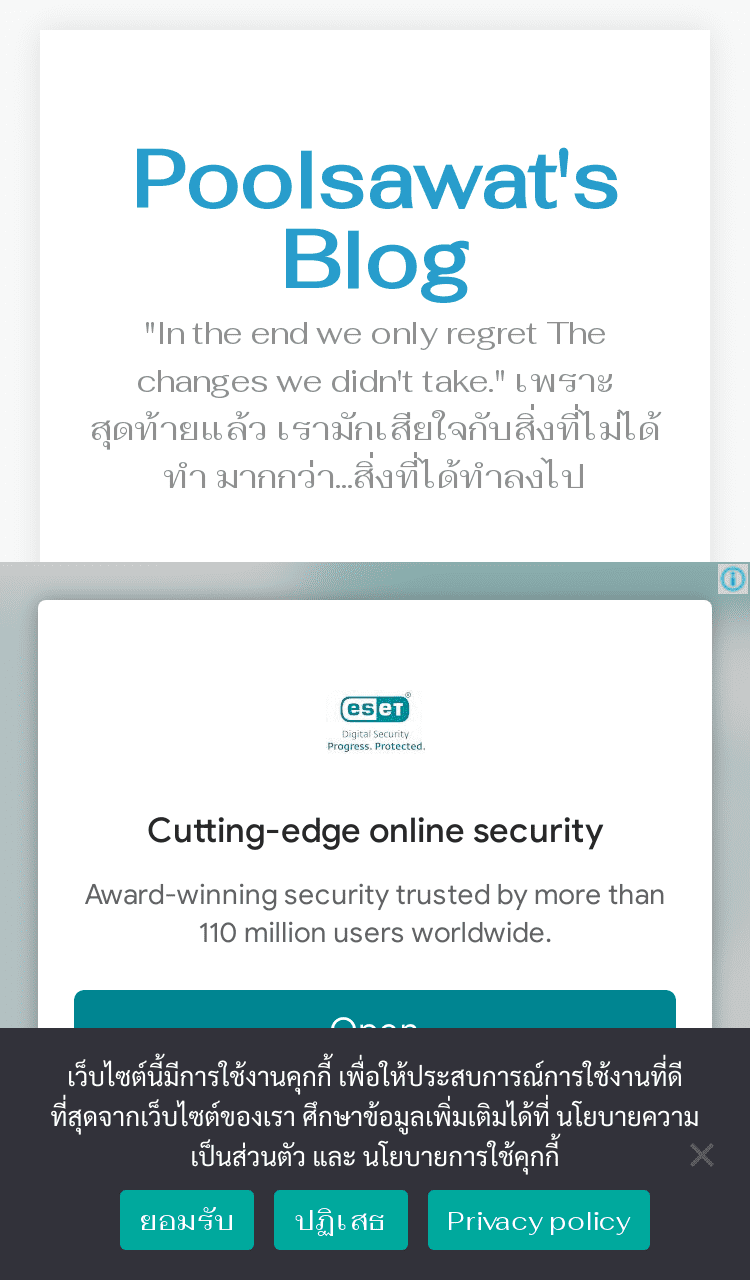 Poolsawat's
Blog
"In the end we only regret The
changes we didn't take." เพราะ
สุดท้ายแล้ว เรามักเสียใจกับสิ่งที่ไม่ได้
ทำ มากกว่า...สิ่งที่ได้ทำลงไป
eseT®
Digital Security
Progress. Protected.
Cutting-edge online security
Award-winning security trusted by more than
110 million users worldwide.
Open
เว็บไซต์นี้มีการใช้งานคุกกี้ เพื่อให้ประสบการณ์การใช้งานที่ดี
ที่สุดจากเว็บไซต์ของเรา ศึกษาข้อมูลเพิ่มเติมได้ที่ นโยบายความ
เป็นส่วนตัว และ นโยบายการใช้คุกกี้
ยอมรับ ปฏิเสธ Privacy policy